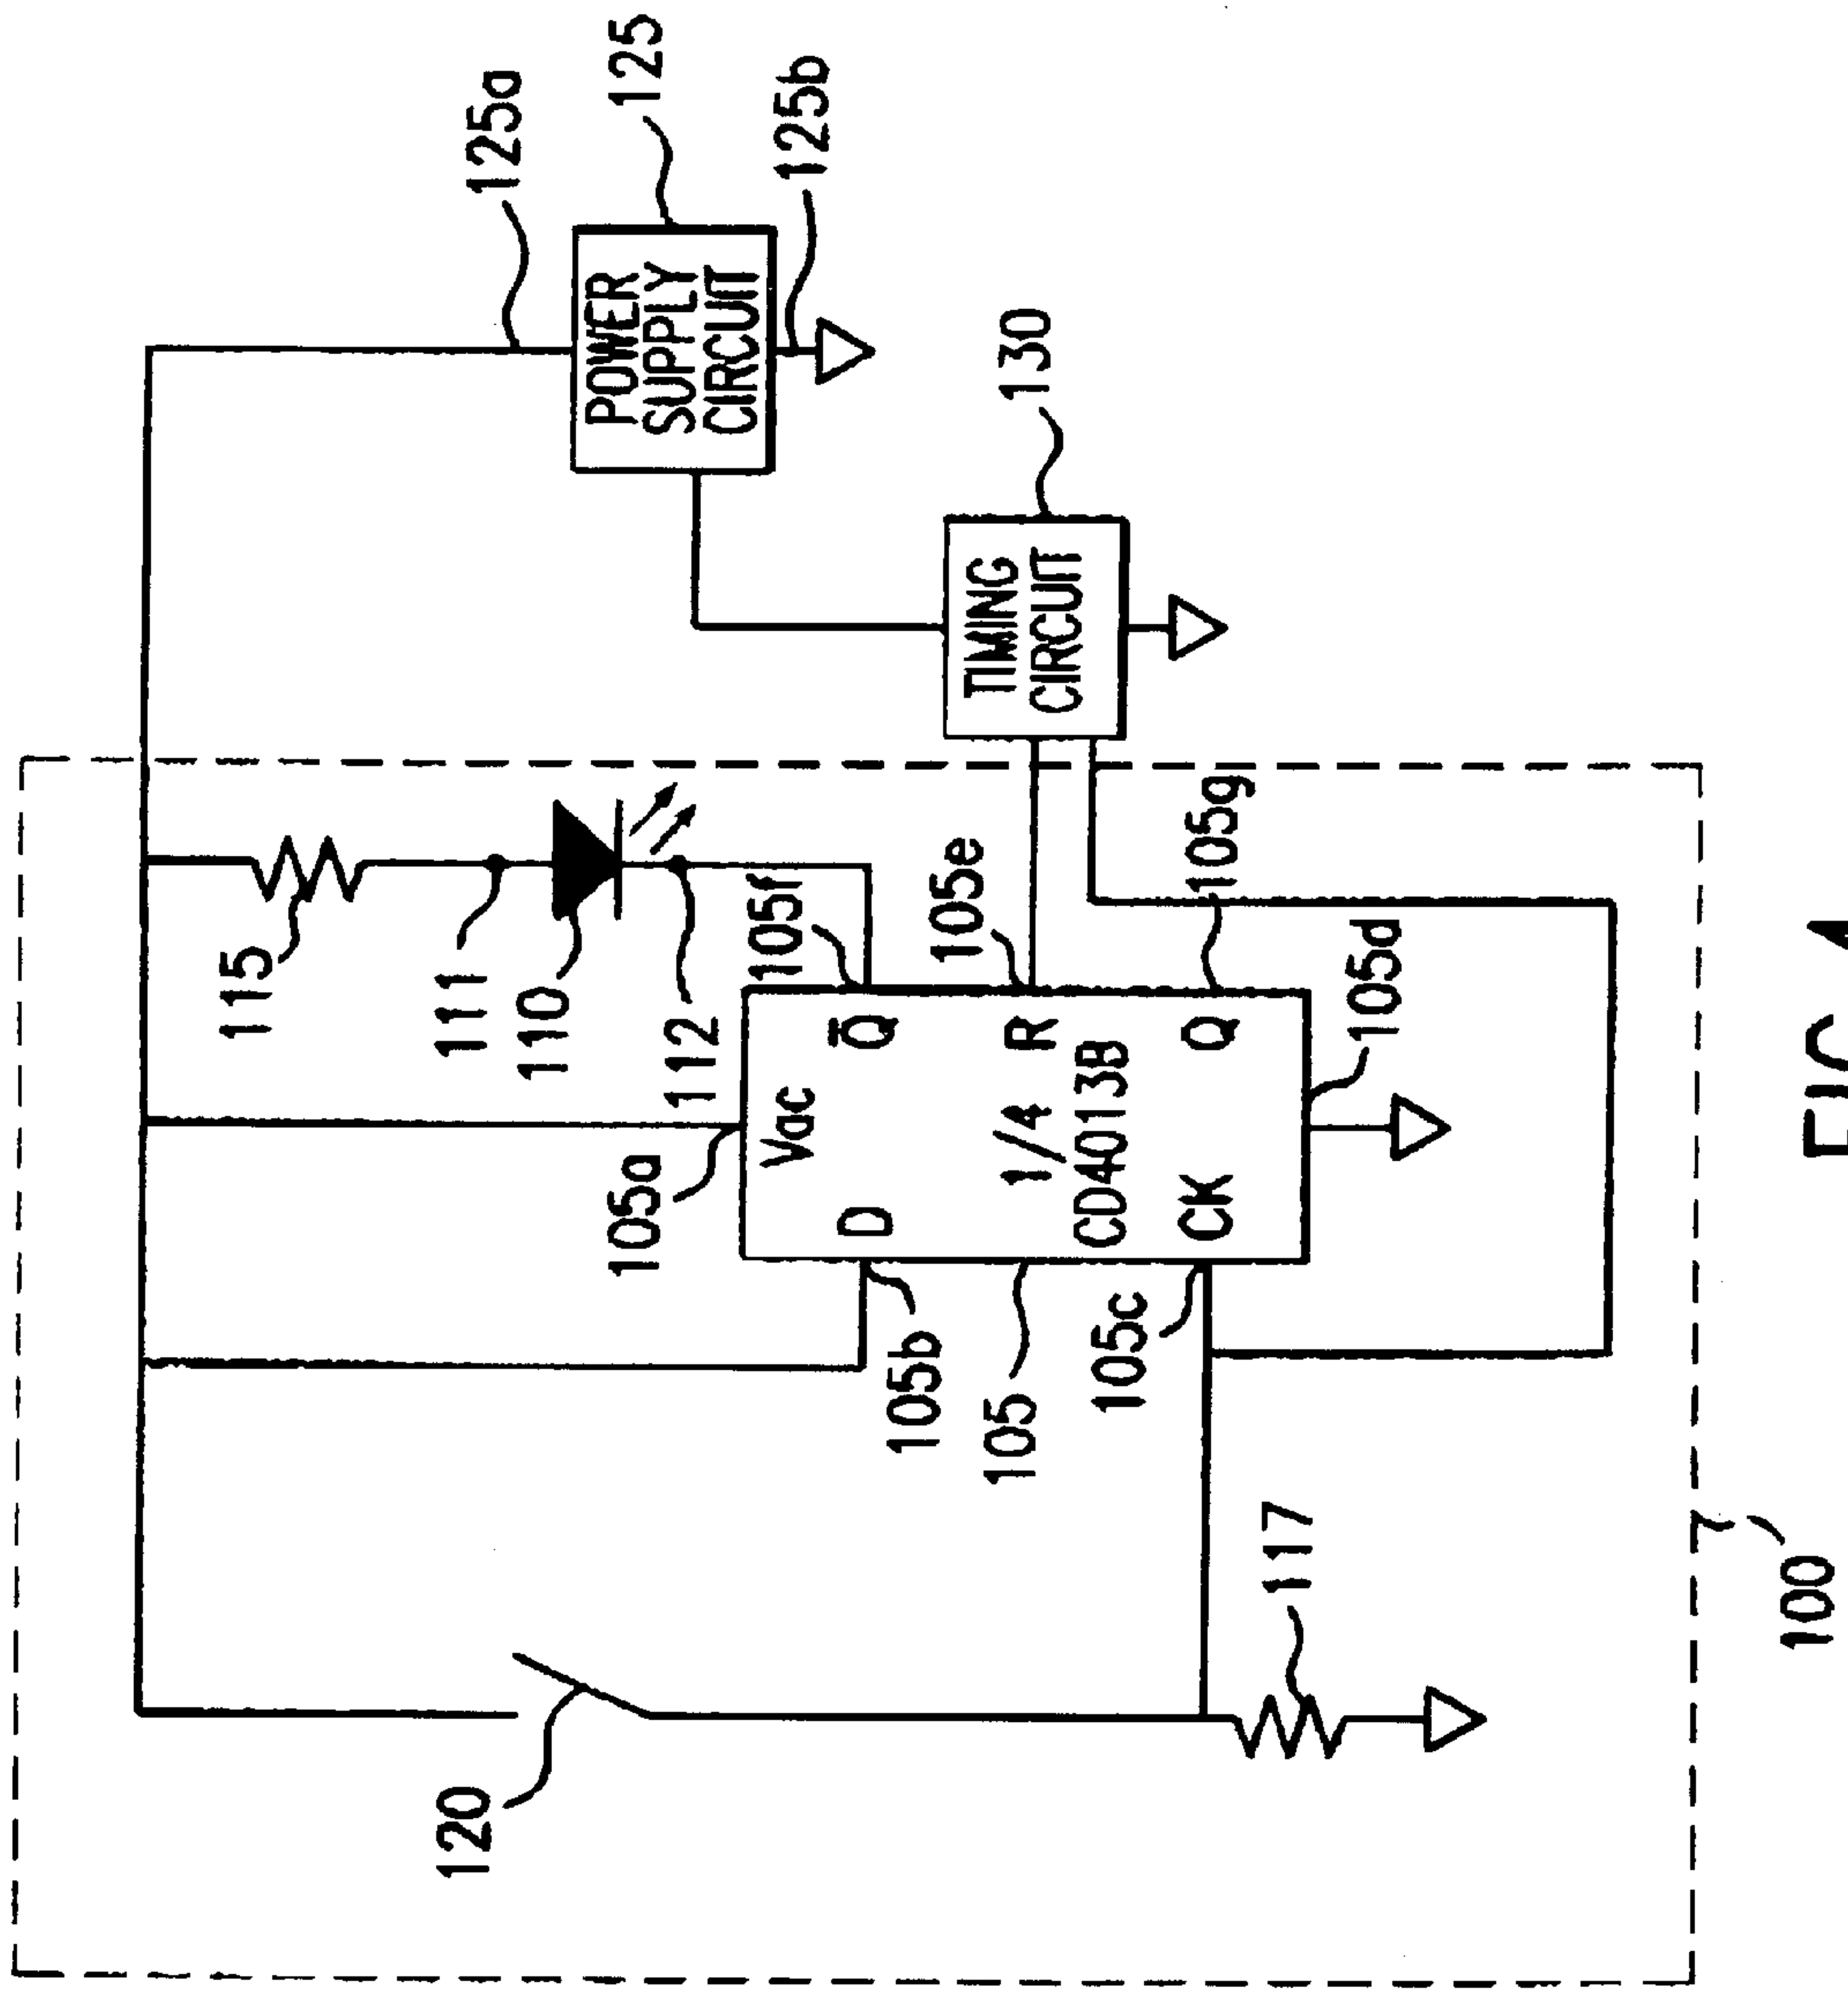 125a
125
125b
POWER
SUPPLY
CIRCUIT
130
TIMING
CIRCUIT
115
111
110
112
105f
105e
105g
105d
105a
Vac
Q̅
R
Q
D
1/4
CD4013B
CK
105b
105
105c
120
117
100